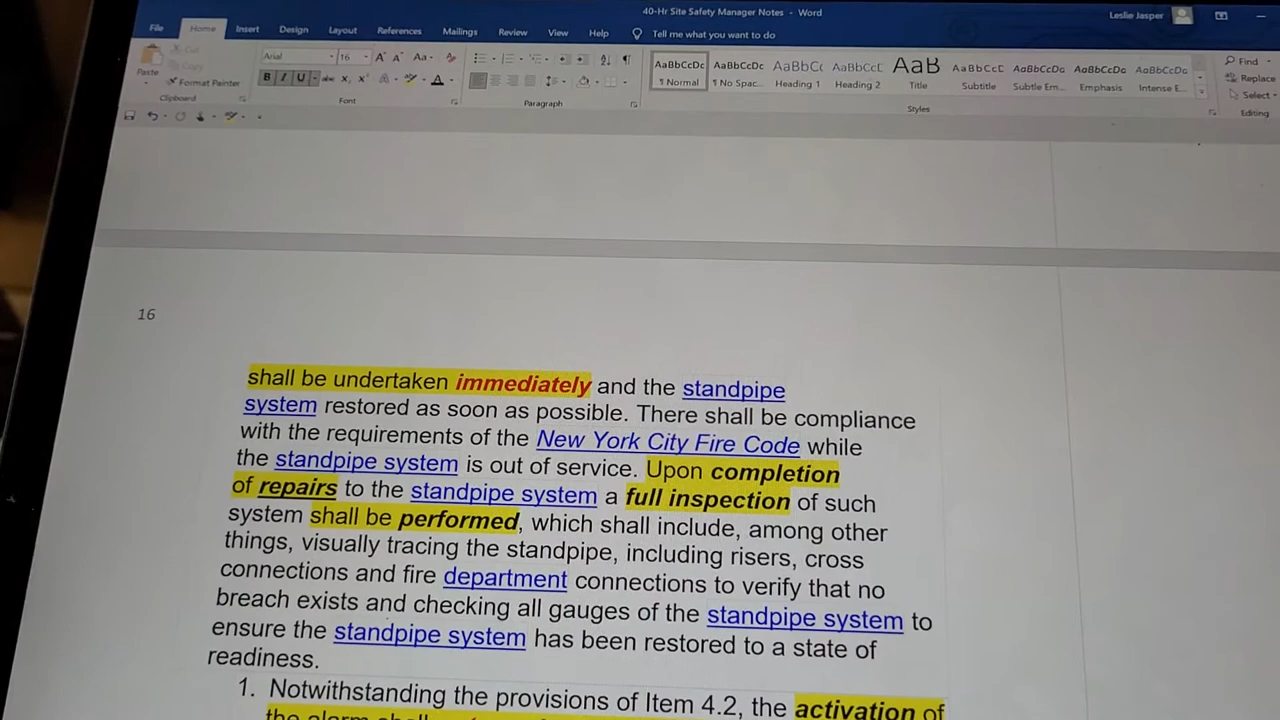 40-Hr Site Safety Manager Notes - Word
Leslie Jasper
File Home Insert Design Layout References Mailings Review View Help Tell me what you want to do
Cut
Copy
Paste
Format Painter
Clipboard
Arial 16
Font
Paragraph
AaBbCcDc AaBbCcDc AaBbCc AaBbCcC AaB AaBbCcC AaBbCcDc AaBbCcDc AaBbCcDc
¶ Normal ¶ No Spac... Heading 1 Heading 2 Title Subtitle Subtle Em... Emphasis Intense E...
Styles
Find
Replace
Select
Editing
16
shall be undertaken immediately and the standpipe
system restored as soon as possible. There shall be compliance
with the requirements of the New York City Fire Code while
the standpipe system is out of service. Upon completion
of repairs to the standpipe system a full inspection of such
system shall be performed, which shall include, among other
things, visually tracing the standpipe, including risers, cross
connections and fire department connections to verify that no
breach exists and checking all gauges of the standpipe system to
ensure the standpipe system has been restored to a state of
readiness.
1. Notwithstanding the provisions of Item 4.2, the activation of
the alarm shall